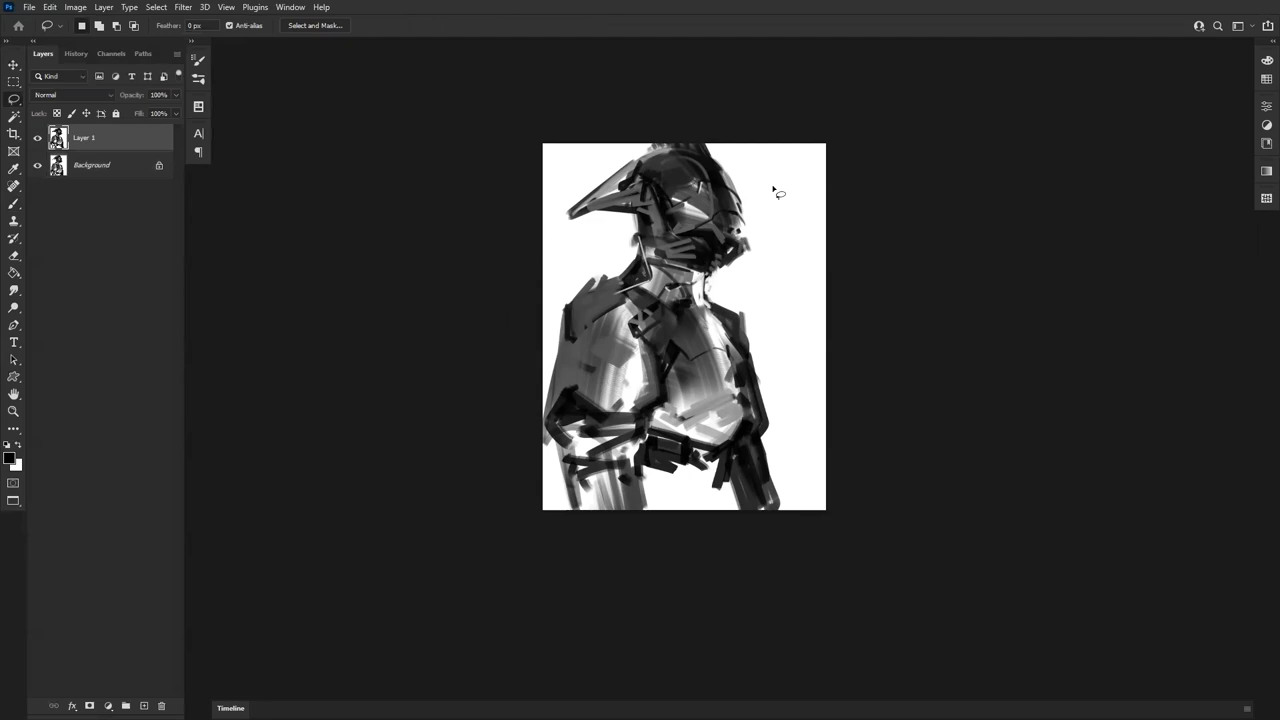 Ps File Edit Image Layer Type Select Filter 3D View Plugins Window Help
Feather: 0 px Anti-alias Select and Mask...
Layers History Channels Paths
Kind
Normal Opacity: 100%
Lock: Fill: 100%
Layer 1
Background
Timeline